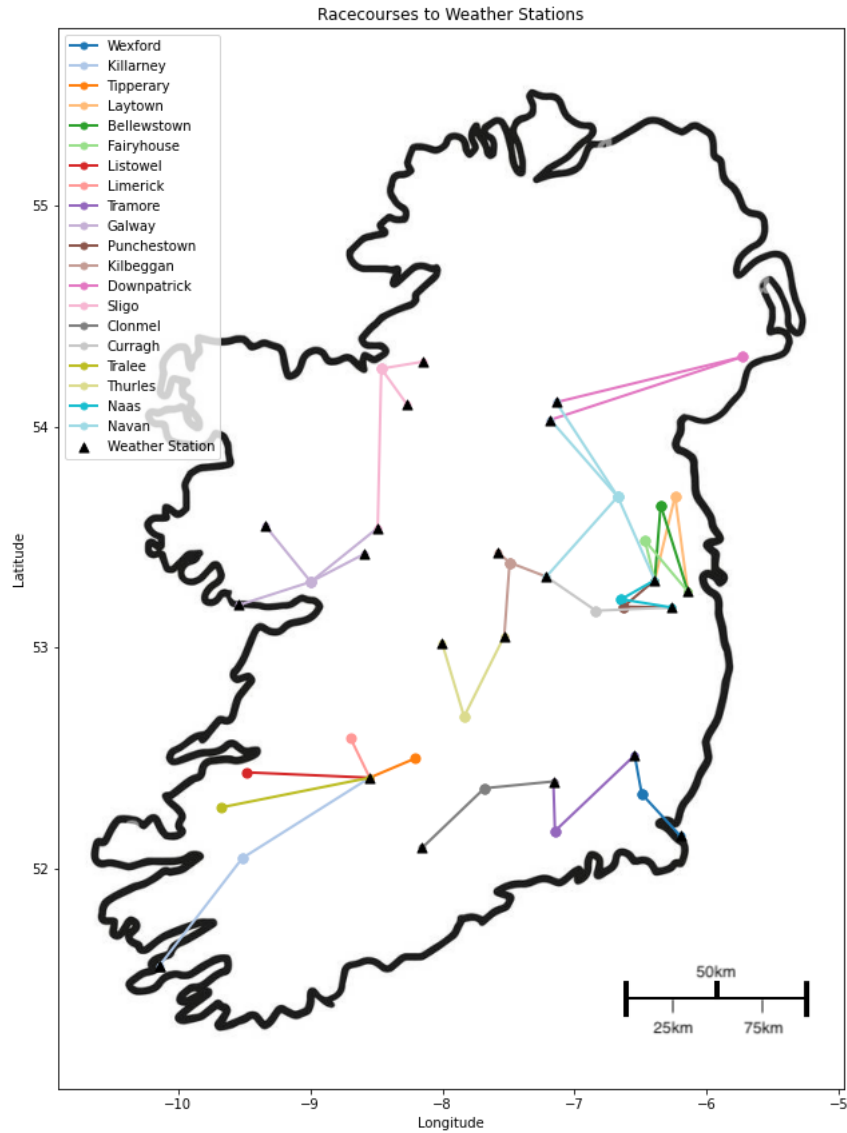 Racecourses to Weather Stations
Wexford
Killarney
Tipperary
Laytown
Bellewstown
Fairyhouse
Listowel
Limerick
Tramore
Galway
Punchestown
Kilbeggan
Downpatrick
Sligo
Clonmel
Curragh
Tralee
Thurles
Naas
Navan
Weather Station
55
54
53
52
Latitude
50km
25km 75km
−10 −9 −8 −7 −6 −5
Longitude